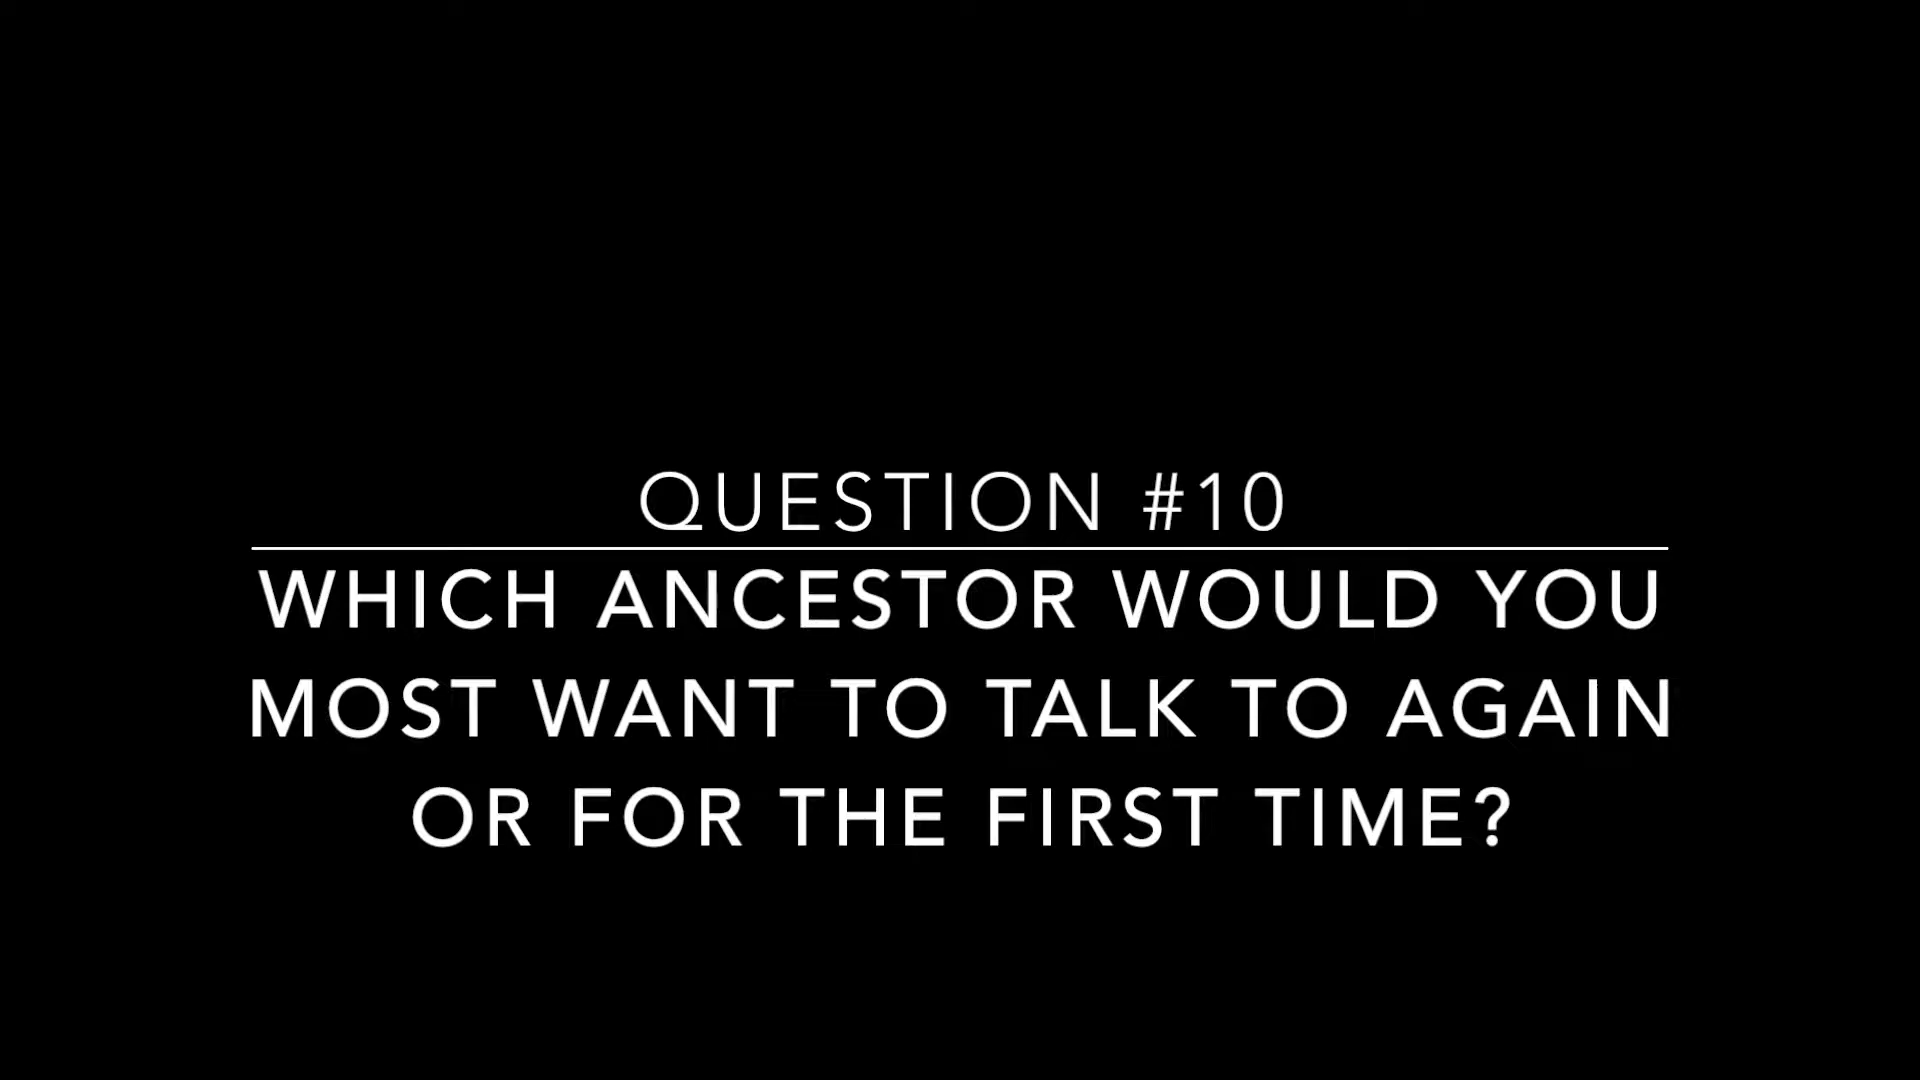 QUESTION #10
WHICH ANCESTOR WOULD YOU
MOST WANT TO TALK TO AGAIN
OR FOR THE FIRST TIME?